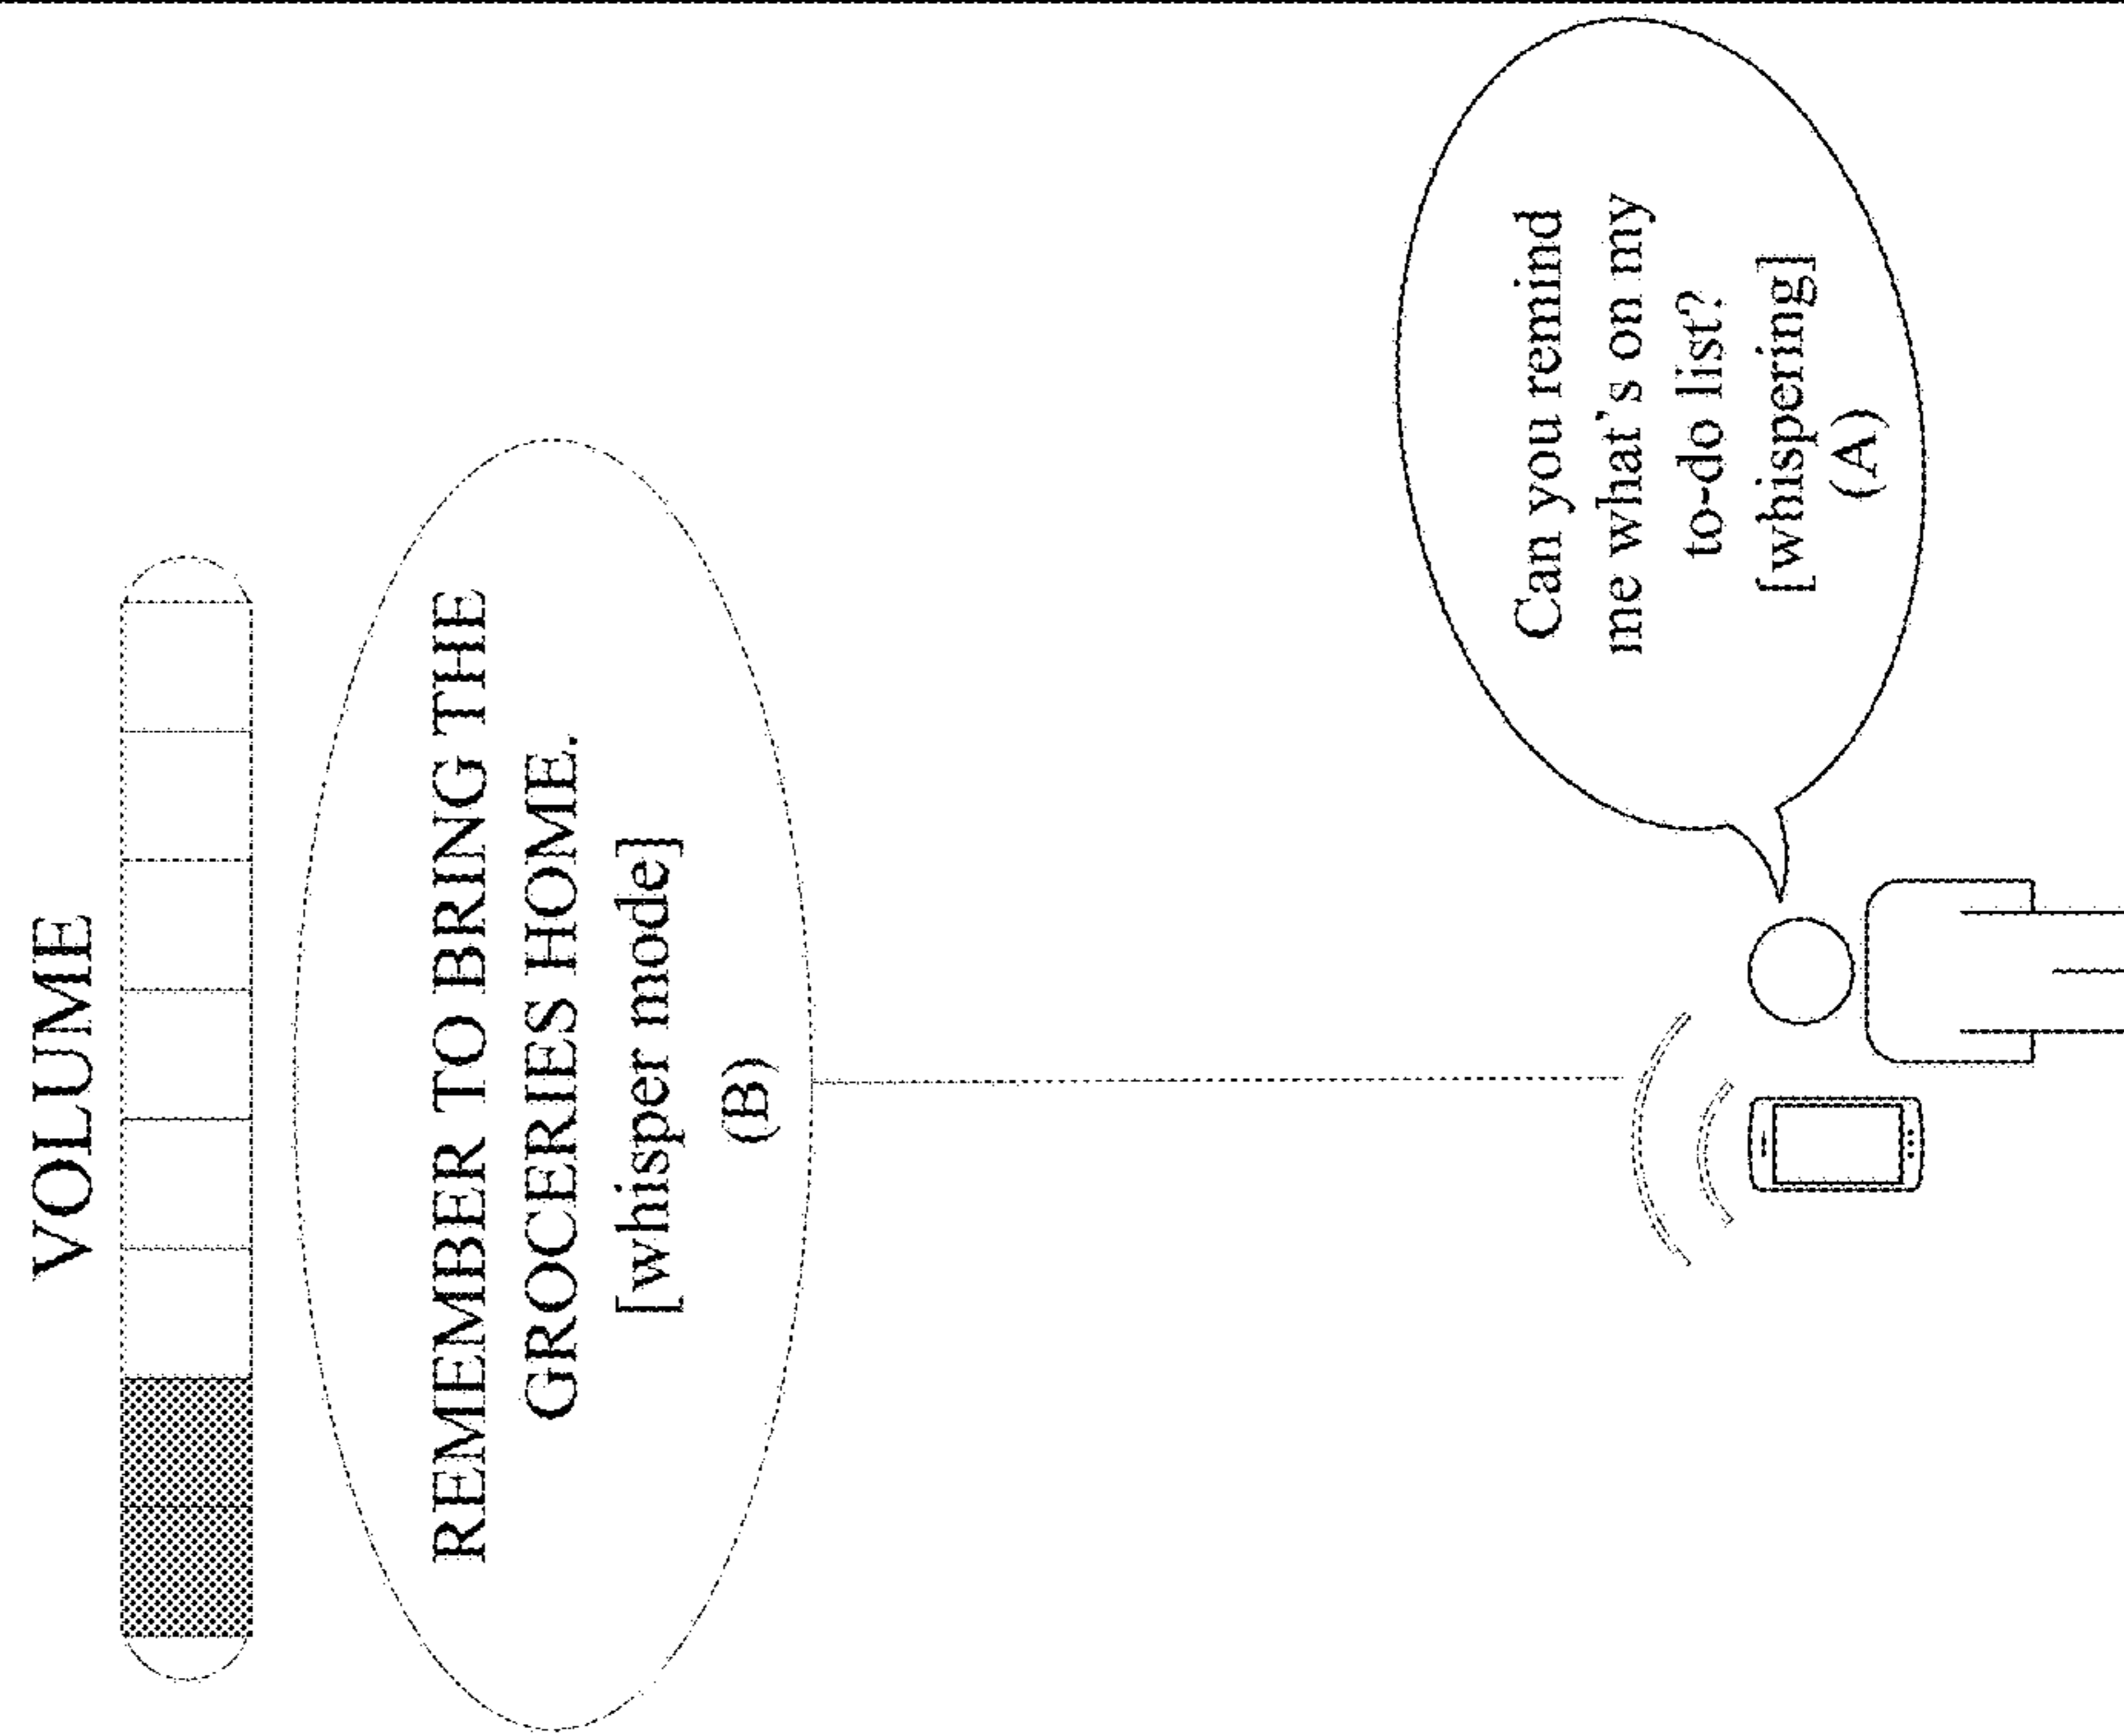 VOLUME
REMEMBER TO BRING THE
GROCERIES HOME.
[whisper mode]
(B)
Can you remind
me what's on my
to-do list?
[whispering]
(A)